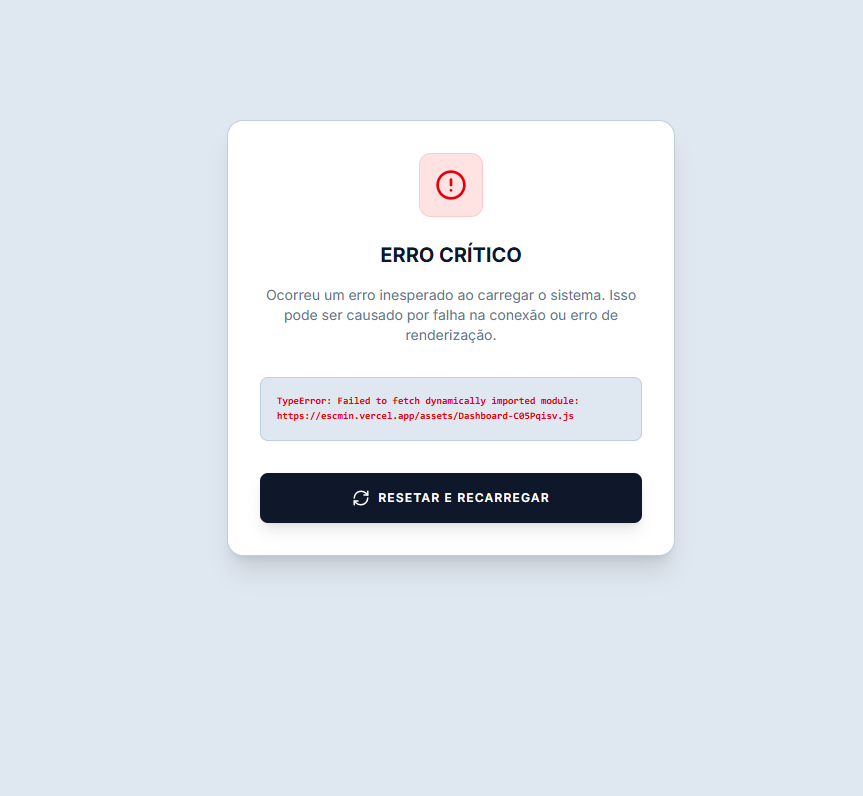 ERRO CRÍTICO
Ocorreu um erro inesperado ao carregar o sistema. Isso
pode ser causado por falha na conexão ou erro de
renderização.
TypeError: Failed to fetch dynamically imported module:
https://escmin.vercel.app/assets/Dashboard-C05Pqisv.js
RESETAR E RECARREGAR